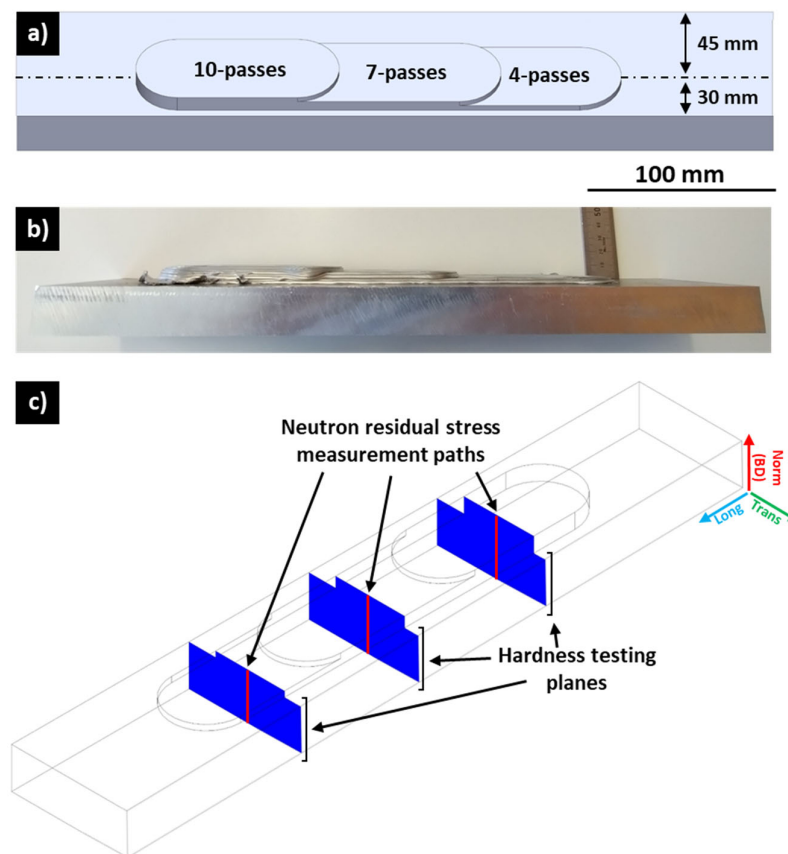 a)
10-passes
7-passes
4-passes
45 mm
30 mm
100 mm
b)
50
c)
Neutron residual stress
measurement paths
Norm
(BD)
Long
Trans
Hardness testing
planes